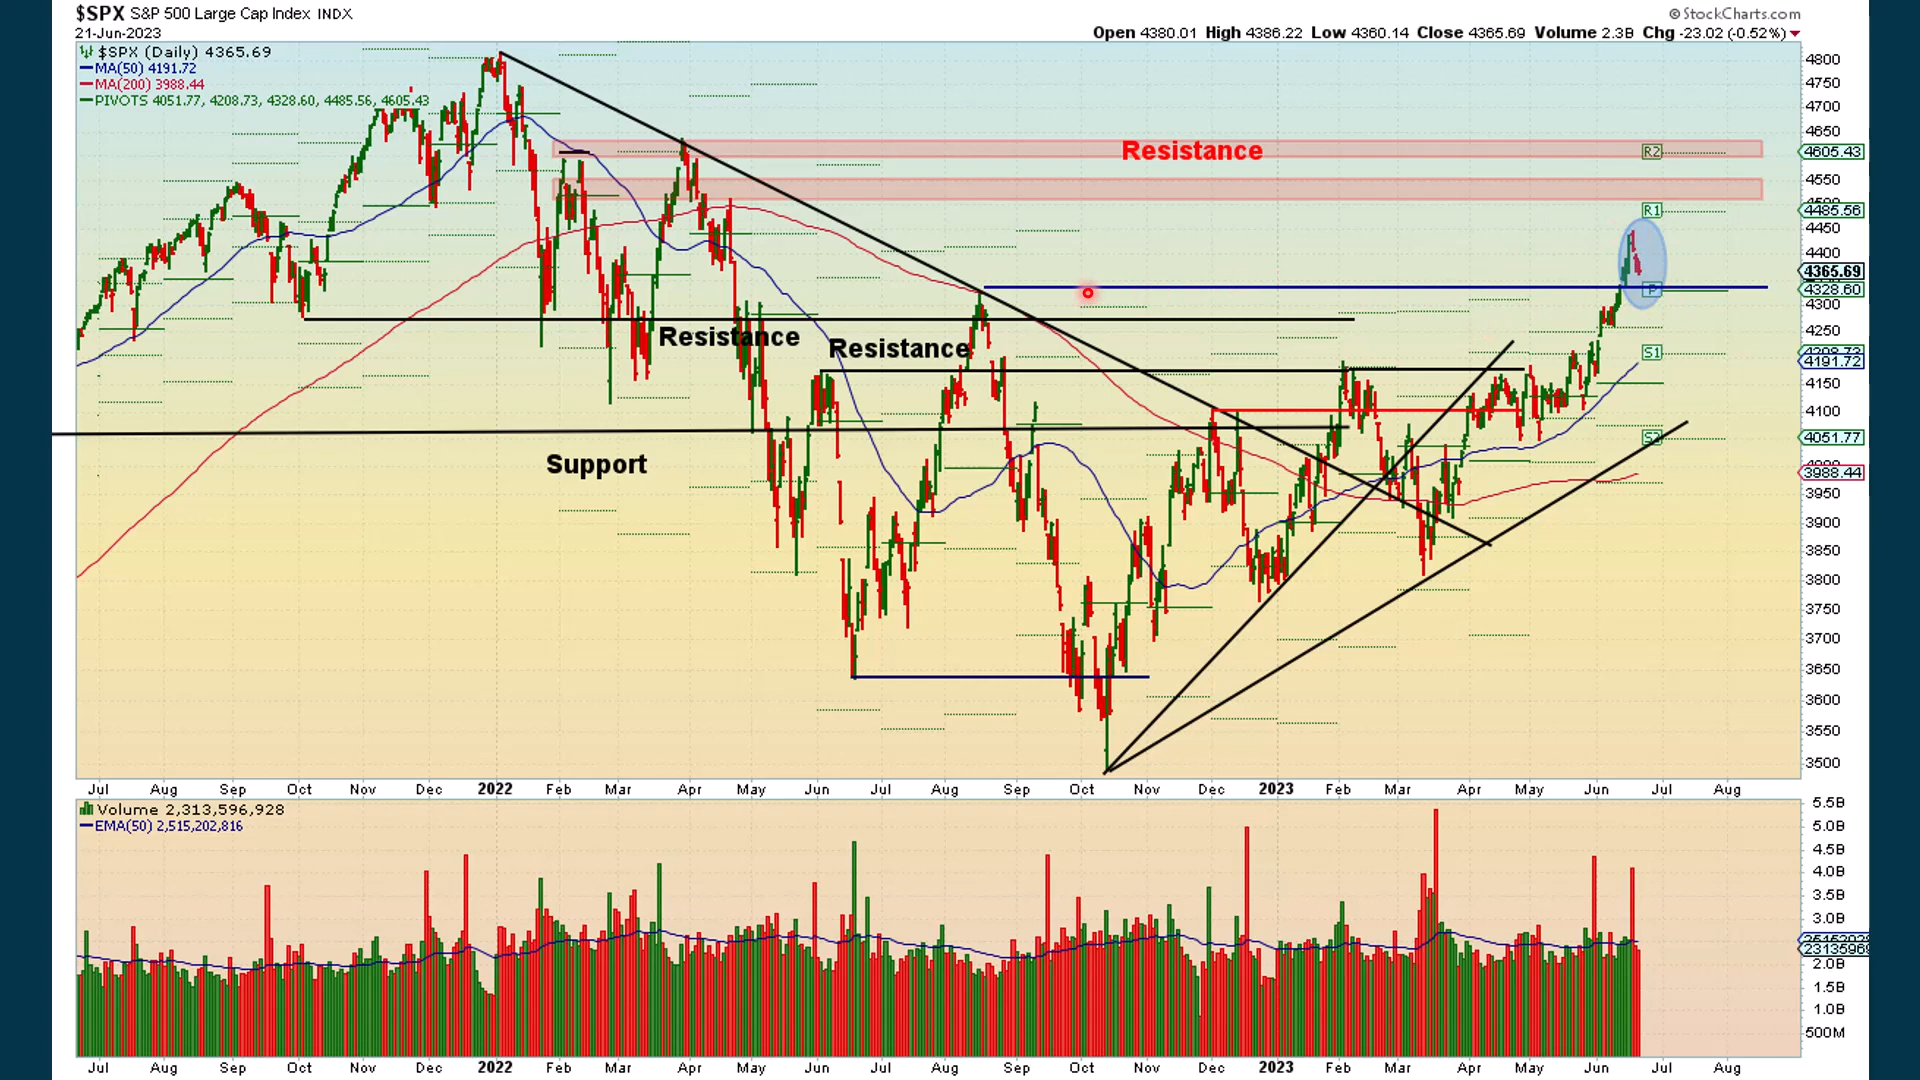 $SPX S&P 500 Large Cap Index INDX
© StockCharts.com
21-Jun-2023
Open 4380.01 High 4386.22 Low 4360.14 Close 4365.69 Volume 2.3B Chg -23.02 (-0.52%)
$SPX (Daily) 4365.69
MA(50) 4191.72
MA(200) 3988.44
PIVOTS 4051.77, 4208.73, 4328.60, 4485.56, 4605.43
4800
4750
4700
4650
Resistance
R2
4605.43
4550
R1
4485.56
4450
4400
4365.69
P
4328.60
4300
Resistance
4250
Resistance
S1
4191.72
4150
4100
S2
4051.77
Support
3988.44
3950
3900
3850
3800
3750
3700
3650
3600
3550
3500
Jul Aug Sep Oct Nov Dec 2022 Feb Mar Apr May Jun Jul Aug Sep Oct Nov Dec 2023 Feb Mar Apr May Jun Jul Aug
Volume 2,313,596,928
EMA(50) 2,515,202,816
5.5B
5.0B
4.5B
4.0B
3.5B
3.0B
2.0B
1.5B
1.0B
500M
Jul Aug Sep Oct Nov Dec 2022 Feb Mar Apr May Jun Jul Aug Sep Oct Nov Dec 2023 Feb Mar Apr May Jun Jul Aug